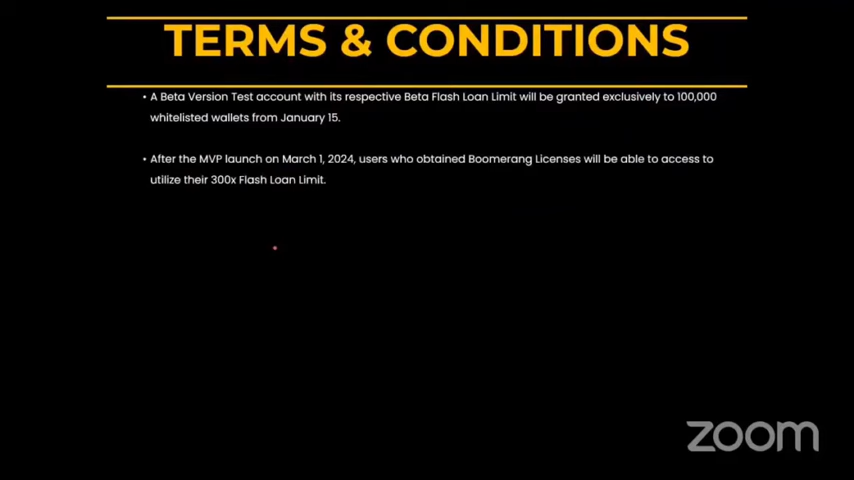 TERMS & CONDITIONS
• A Beta Version Test account with its respective Beta Flash Loan Limit will be granted exclusively to 100,000
whitelisted wallets from January 15.
• After the MVP launch on March 1, 2024, users who obtained Boomerang Licenses will be able to access to
utilize their 300x Flash Loan Limit.
zoom